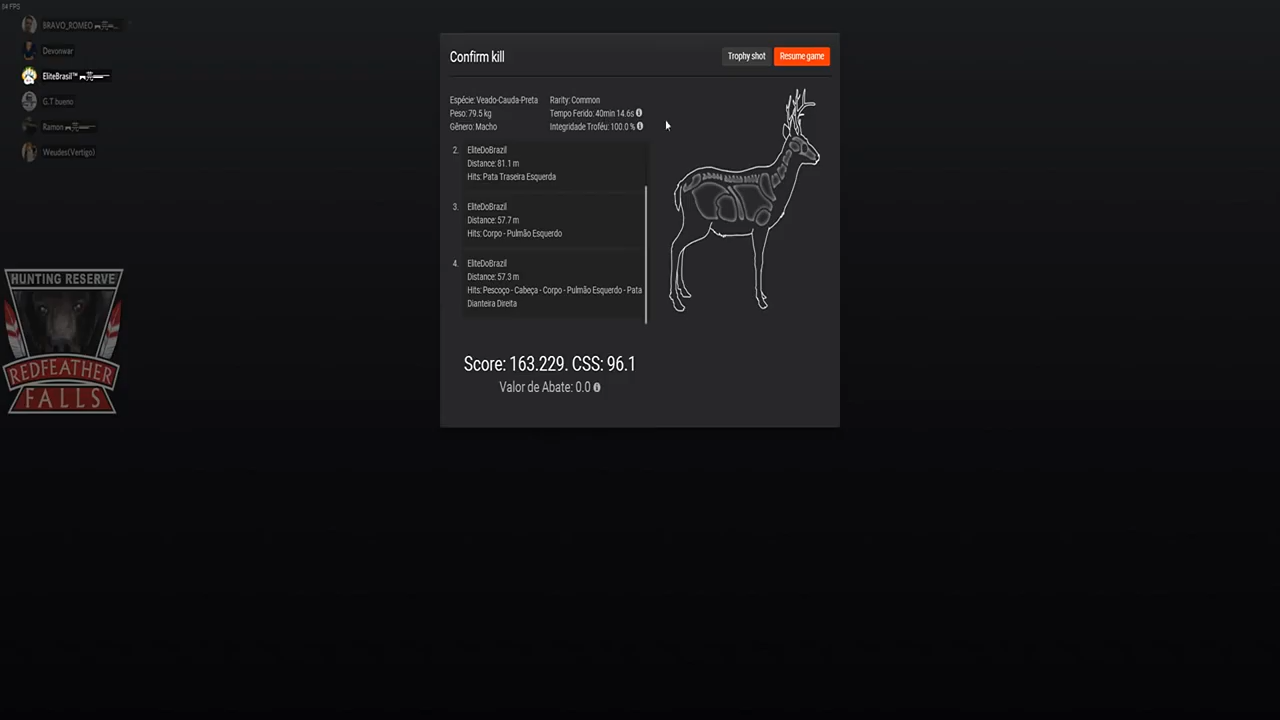 84 FPS
BRAVO_ROMEO
Devonwar
EliteBrasil™
G.T bueno
Ramon
Weudes(Vertigo)
HUNTING RESERVE
REDFEATHER
FALLS
Confirm kill
Trophy shot
Resume game
Espécie: Veado-Cauda-Preta
Peso: 79.5 kg
Gênero: Macho
Rarity: Common
Tempo Ferido: 40min 14.6s
Integridade Troféu: 100.0 %
2. EliteDoBrazil
Distance: 81.1 m
Hits: Pata Traseira Esquerda
3. EliteDoBrazil
Distance: 57.7 m
Hits: Corpo - Pulmão Esquerdo
4. EliteDoBrazil
Distance: 57.3 m
Hits: Pescoço - Cabeça - Corpo - Pulmão Esquerdo - Pata
Dianteira Direita
Score: 163.229. CSS: 96.1
Valor de Abate: 0.0